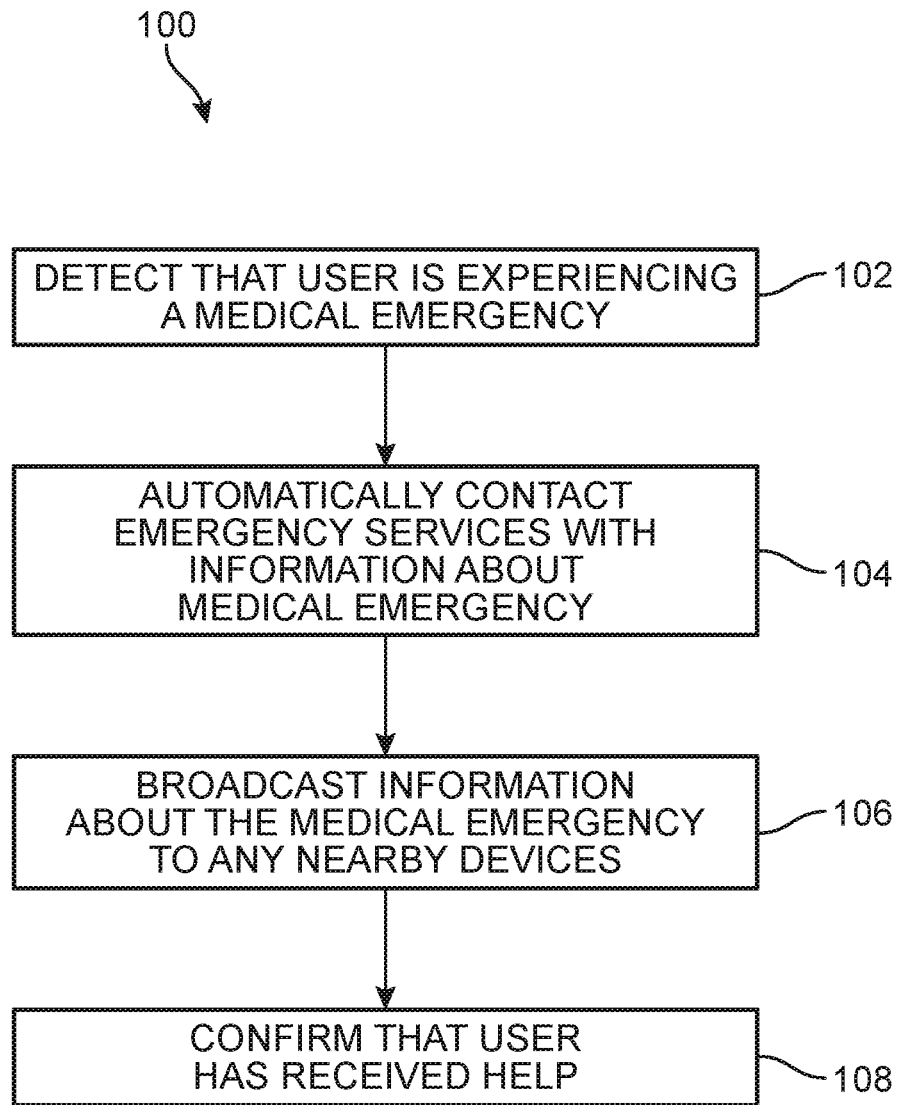 100
DETECT THAT USER IS EXPERIENCING
A MEDICAL EMERGENCY
102
AUTOMATICALLY CONTACT
EMERGENCY SERVICES WITH
INFORMATION ABOUT
MEDICAL EMERGENCY
104
BROADCAST INFORMATION
ABOUT THE MEDICAL EMERGENCY
TO ANY NEARBY DEVICES
106
CONFIRM THAT USER
HAS RECEIVED HELP
108